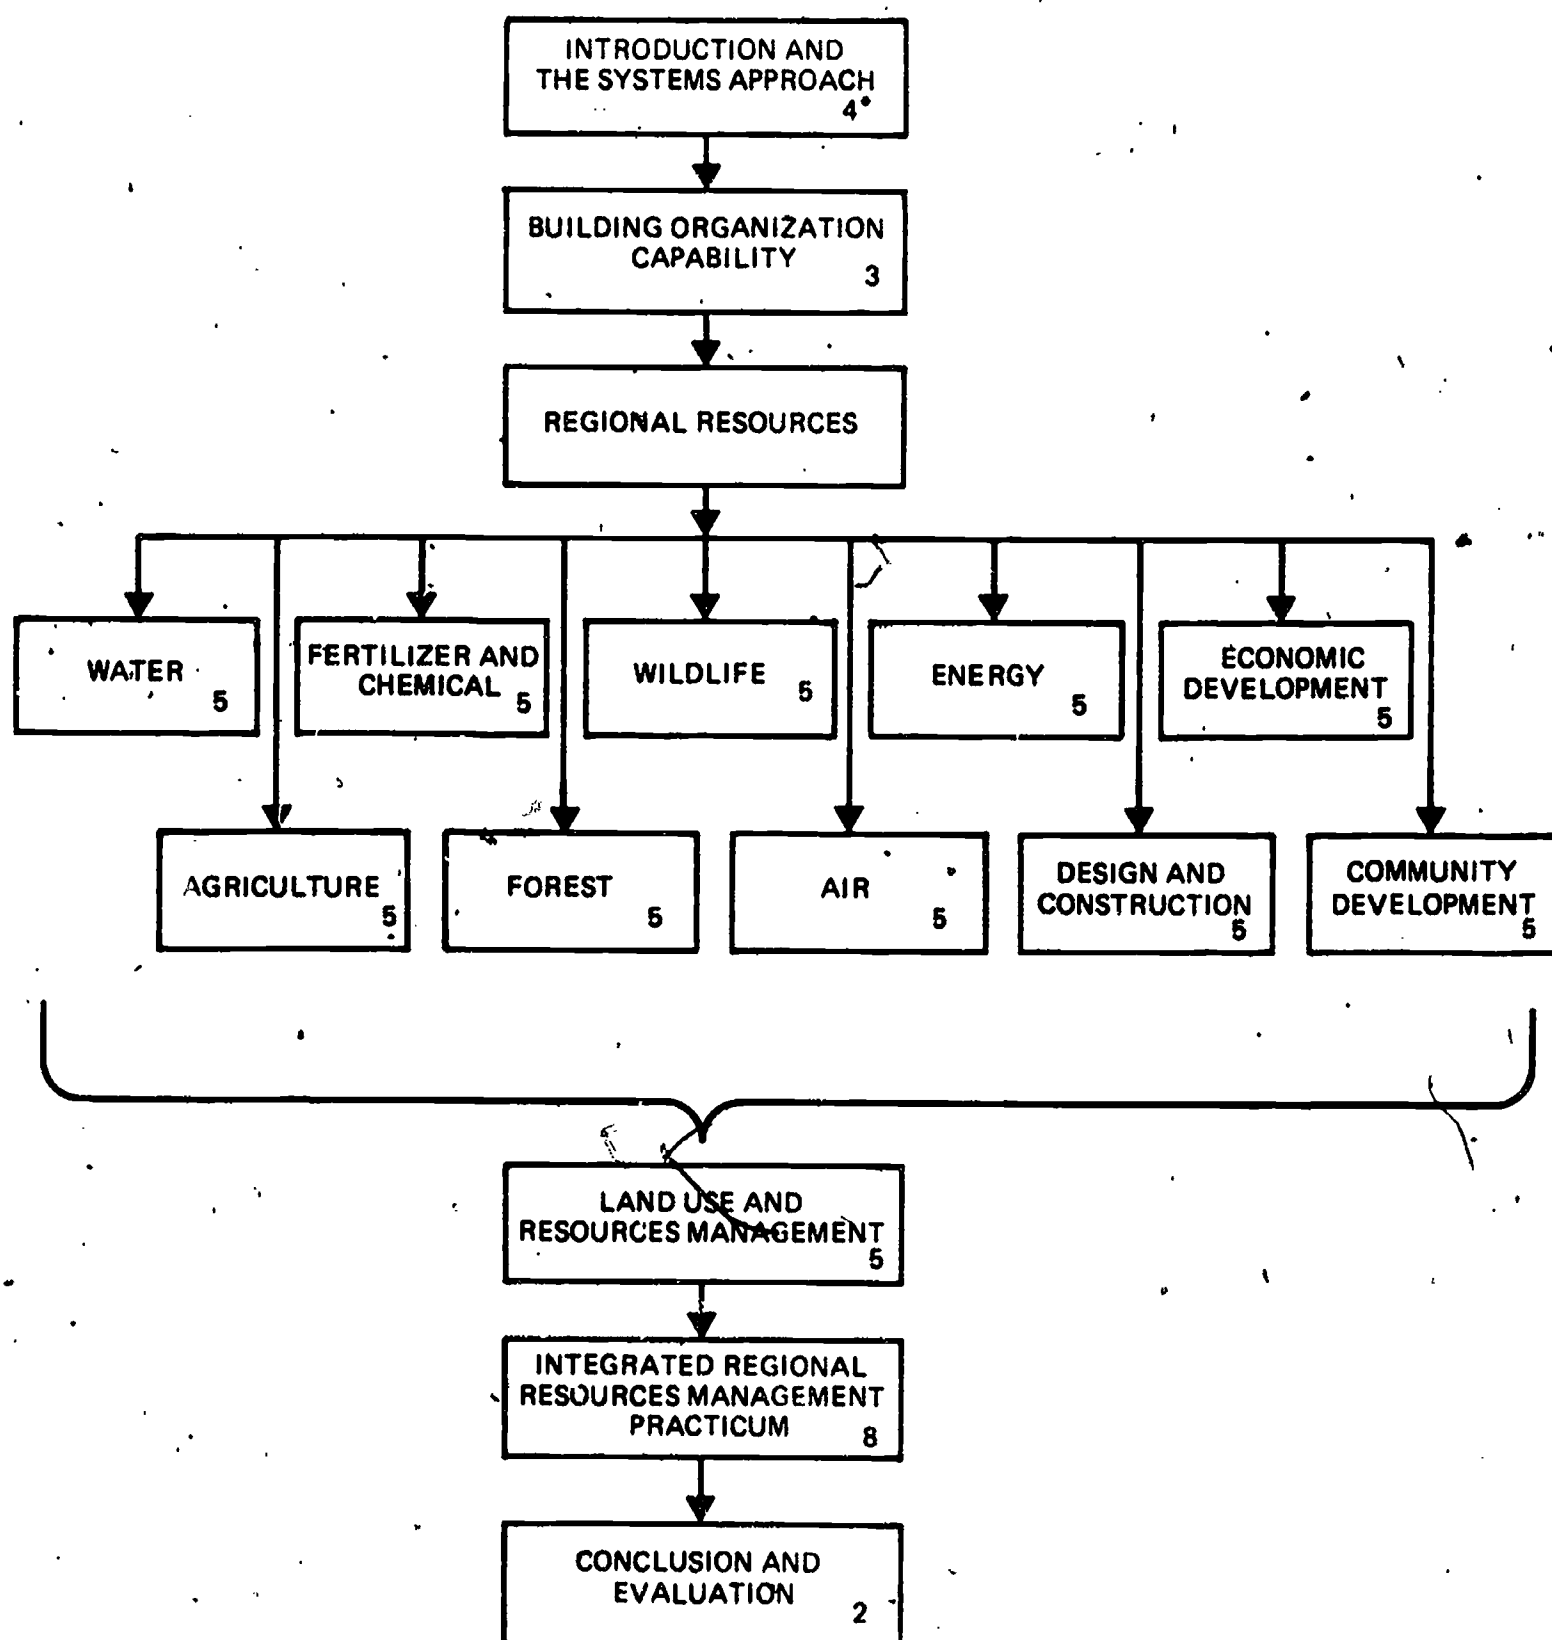 INTRODUCTION AND
THE SYSTEMS APPROACH
4*
BUILDING ORGANIZATION
CAPABILITY
3
REGIONAL RESOURCES
WATER
5
FERTILIZER AND
CHEMICAL
5
WILDLIFE
5
ENERGY
5
ECONOMIC
DEVELOPMENT
5
AGRICULTURE
5
FOREST
5
AIR
5
DESIGN AND
CONSTRUCTION
5
COMMUNITY
DEVELOPMENT
5
LAND USE AND
RESOURCES MANAGEMENT
5
INTEGRATED REGIONAL
RESOURCES MANAGEMENT
PRACTICUM
8
CONCLUSION AND
EVALUATION
2